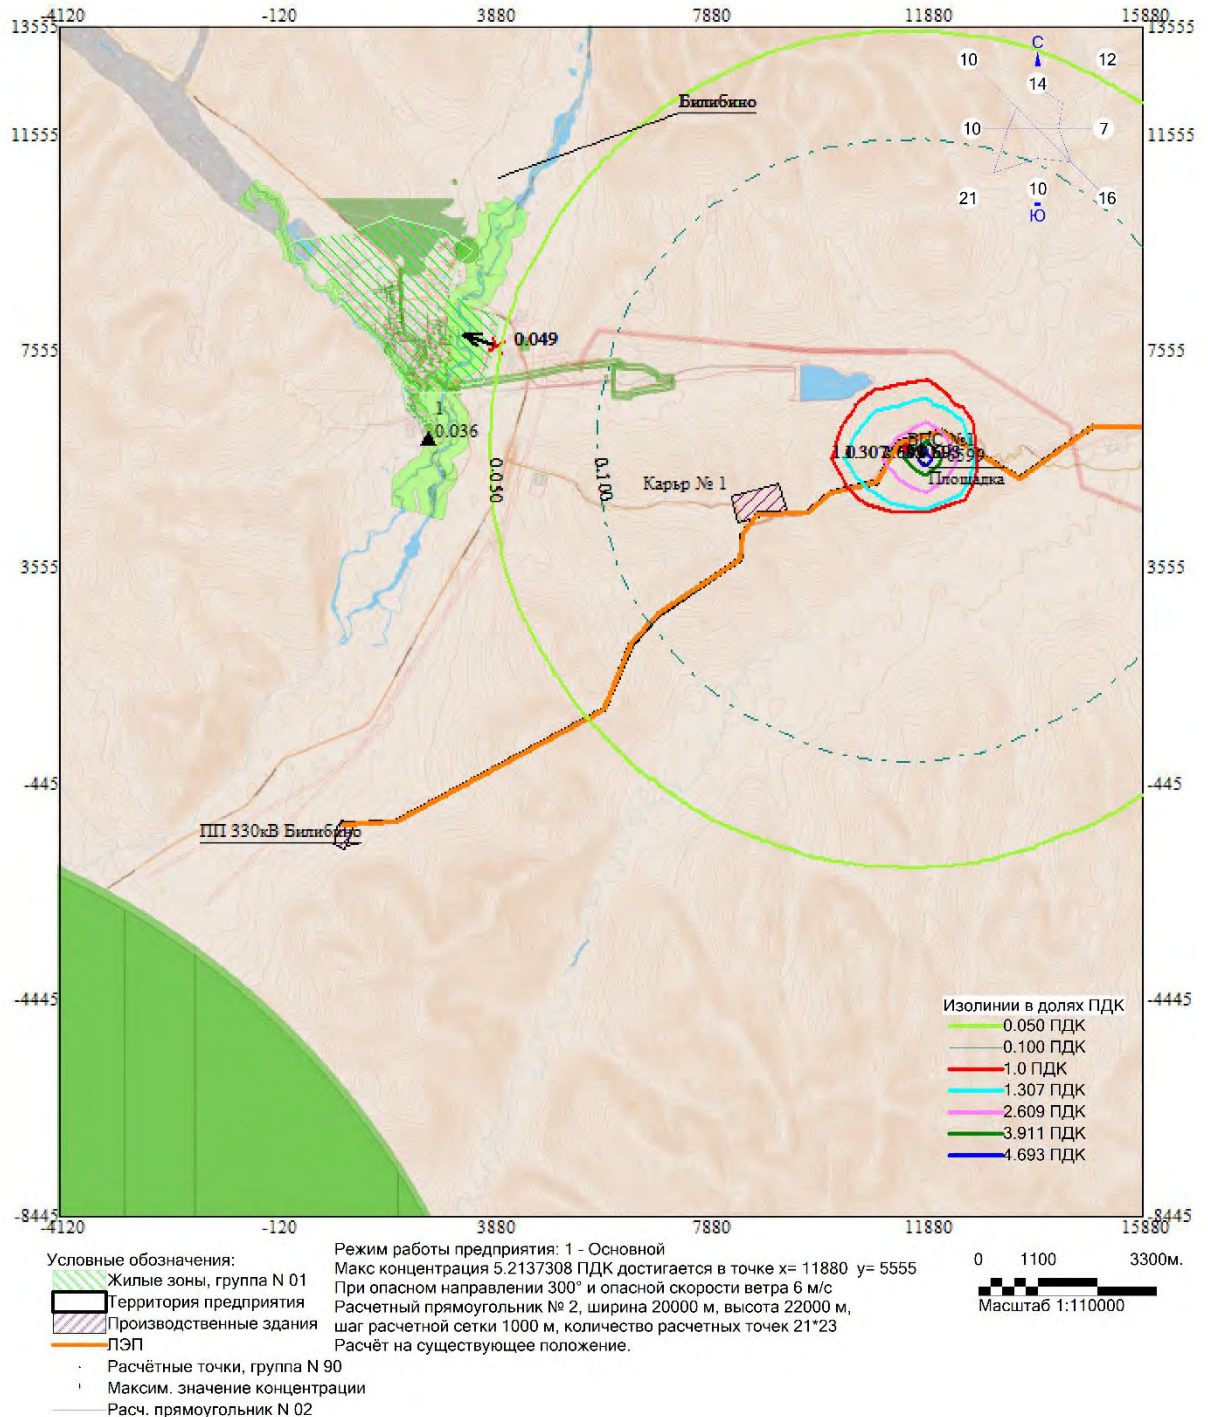 -4120 -120 3880 7880 11880 15880
13555 13555
С
10 12
14
Билибино
11555 11555
10 7
10
21 16
Ю
0.049
7555 7555
1
0.036
ВПС №1
Карьр № 1
Площадка
0.050
0.100
3555 3555
-445 -445
ПП 330кВ Билибино
-4445 -4445
Изолинии в долях ПДК
0.050 ПДК
0.100 ПДК
1.0 ПДК
1.307 ПДК
2.609 ПДК
3.911 ПДК
4.693 ПДК
-8445 -8445
-4120 -120 3880 7880 11880 15880
Условные обозначения:
Жилые зоны, группа N 01
Территория предприятия
Производственные здания
ЛЭП
Расчётные точки, группа N 90
Максим. значение концентрации
Расч. прямоугольник N 02
Режим работы предприятия: 1 - Основной
Макс концентрация 5.2137308 ПДК достигается в точке x= 11880 y= 5555
При опасном направлении 300° и опасной скорости ветра 6 м/с
Расчетный прямоугольник № 2, ширина 20000 м, высота 22000 м,
шаг расчетной сетки 1000 м, количество расчетных точек 21*23
Расчёт на существующее положение.
0 1100 3300м.
Масштаб 1:110000